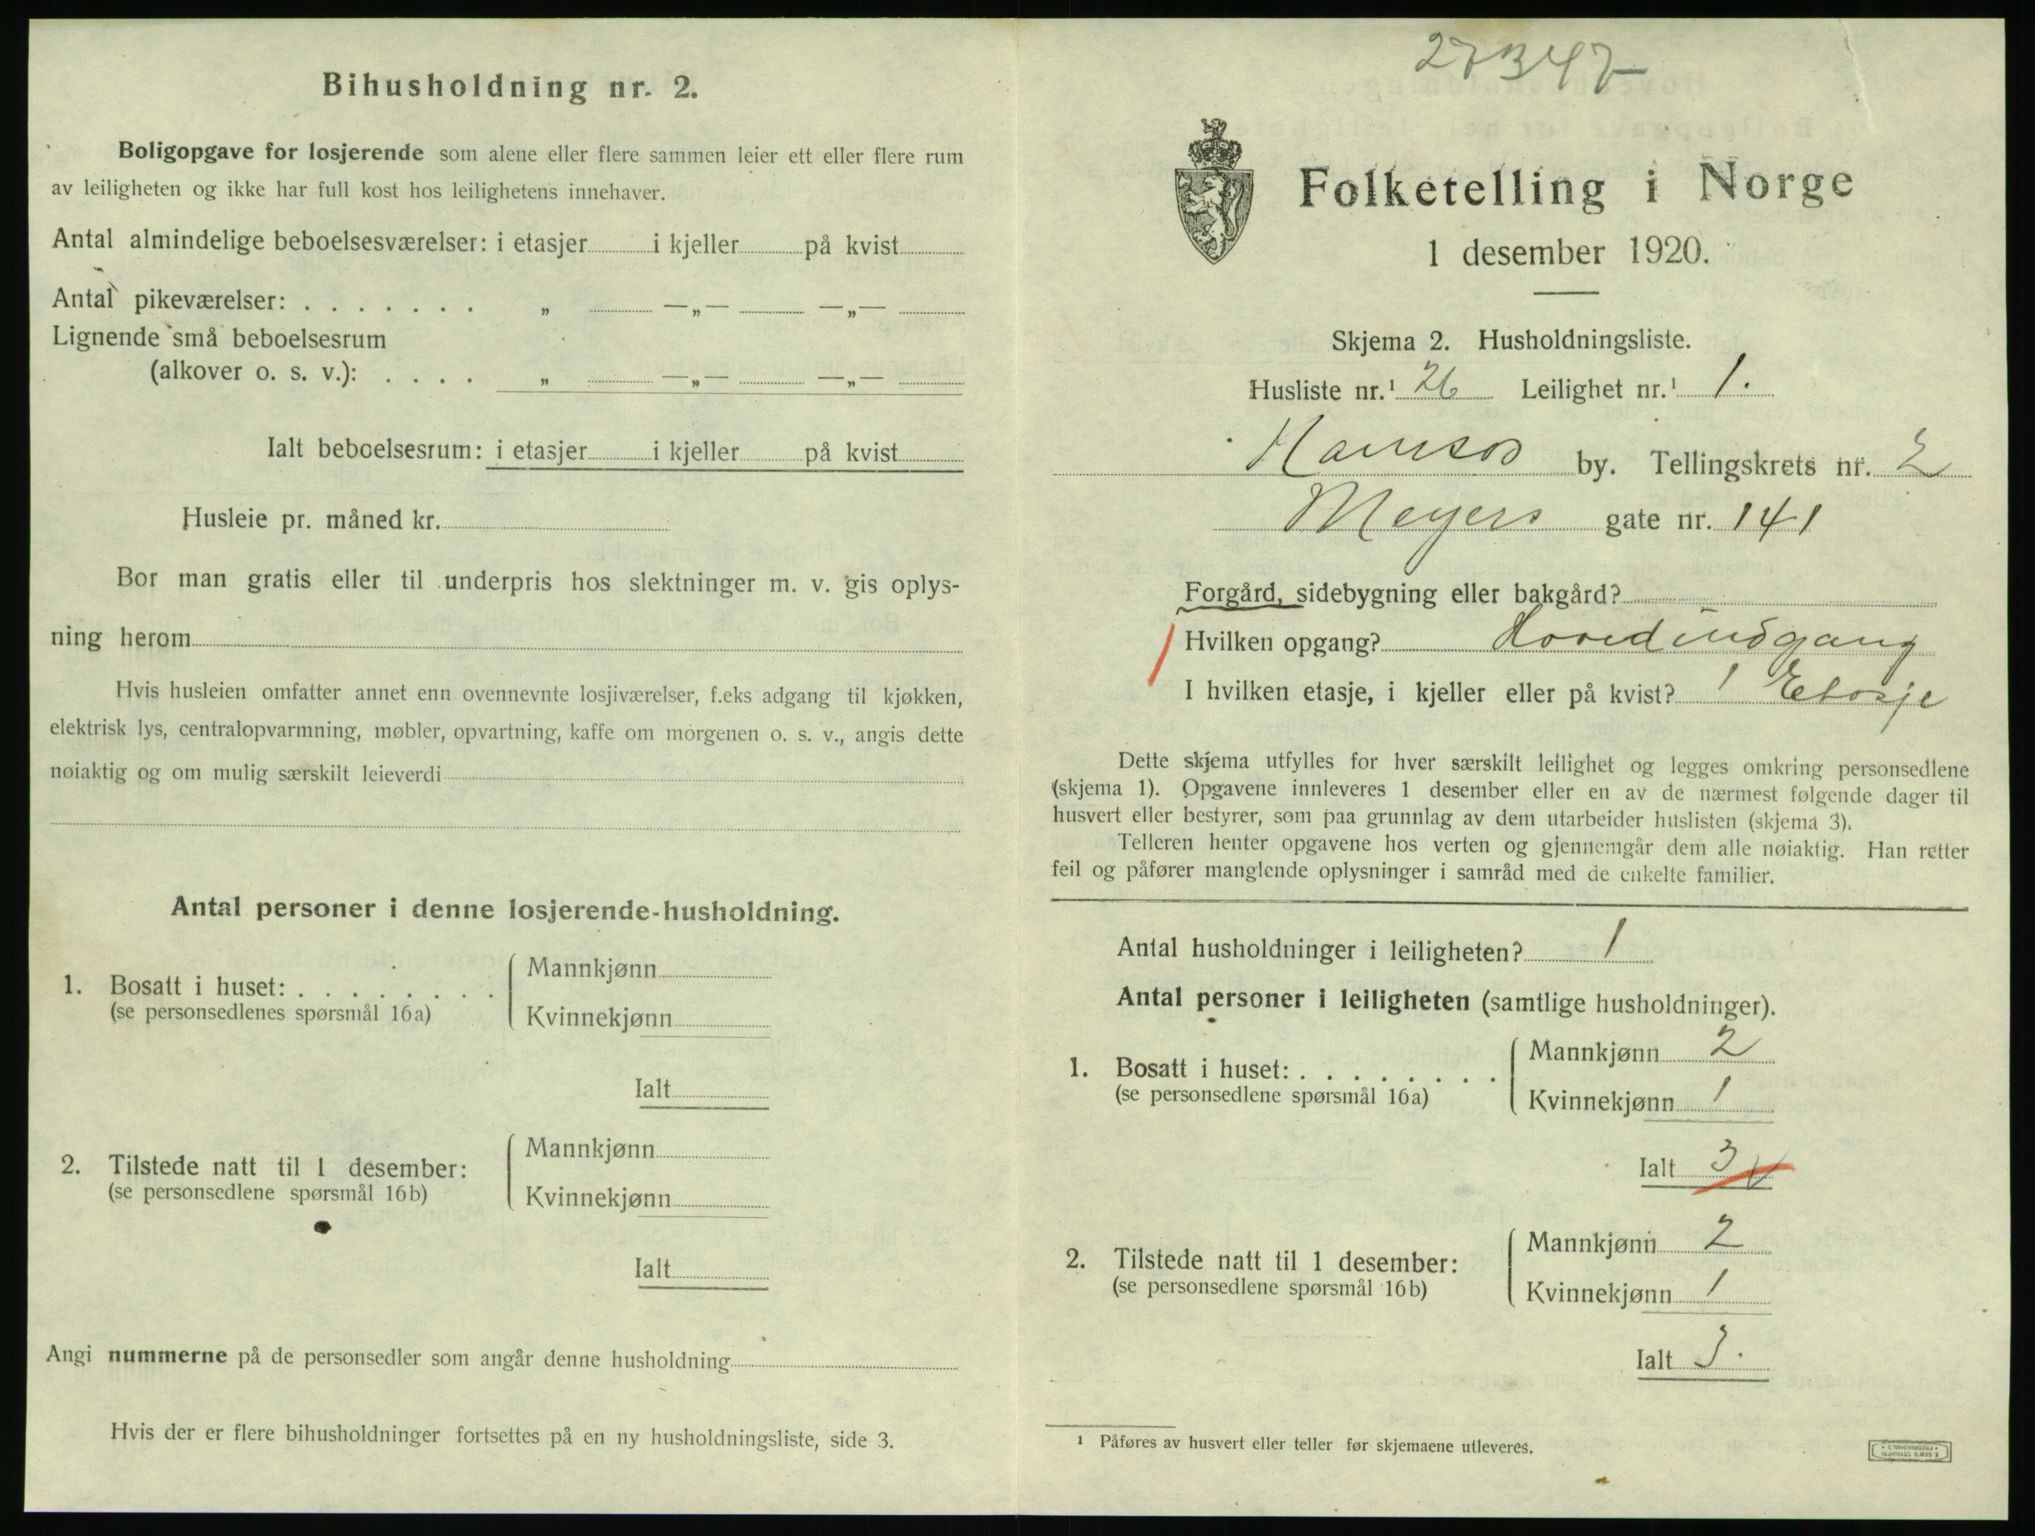 Bihusholdning nr. 2.
Boligopgave for losjerende som alene eller flere sammen leier ett eller flere rum
av leiligheten og ikke har full kost hos leilighetens innehaver.
Antal almindelige beboelsesværelser: i etasjer i kjeller på kvist
Antal pikeværelser: . . . . . . . „ —„— —„—
Lignende små beboelsesrum
(alkover o. s. v.): . . . . „ —„— —„—
Ialt beboelsesrum: i etasjer i kjeller på kvist
Husleie pr. måned kr.
Bor man gratis eller til underpris hos slektninger m. v. gis oplys-
ning herom
Hvis husleien omfatter annet enn ovennevnte losjiværelser, f.eks adgang til kjøkken,
elektrisk lys, centralopvarmning, møbler, opvartning, kaffe om morgenen o. s. v., angis dette
nøiaktig og om mulig særskilt leieverdi
Antal personer i denne losjerende-husholdning.
1. Bosatt i huset: . . . . . . . . Mannkjønn
(se personsedlenes spørsmål 16a) Kvinnekjønn
Ialt
2. Tilstede natt til 1 desember: Mannkjønn
(se personsedlene spørsmål 16b) Kvinnekjønn
Ialt
Angi nummerne på de personsedler som angår denne husholdning
Hvis der er flere bihusholdninger fortsettes på en ny husholdningsliste, side 3.
Folketelling i Norge
1 desember 1920.
Skjema 2. Husholdningsliste.
Husliste nr.¹ 26 Leilighet nr.¹ 1.
Namsos by. Tellingskrets nr. 2
Meyers gate nr. 141
Forgård, sidebygning eller bakgård?
Hvilken opgang? Hovedindgang
I hvilken etasje, i kjeller eller på kvist? 1 Etasje
Dette skjema utfylles for hver særskilt leilighet og legges omkring personsedlene
(skjema 1). Opgavene innleveres 1 desember eller en av de nærmest følgende dager til
husvert eller bestyrer, som paa grunnlag av dem utarbeider huslisten (skjema 3).
Telleren henter opgavene hos verten og gjennemgår dem alle nøiaktig. Han retter
feil og påfører manglende oplysninger i samråd med de enkelte familier.
Antal husholdninger i leiligheten? 1
Antal personer i leiligheten (samtlige husholdninger).
1. Bosatt i huset: . . . . . . . . Mannkjønn 2
(se personsedlene spørsmål 16a) Kvinnekjønn 1
Ialt 3
2. Tilstede natt til 1 desember: Mannkjønn 2
(se personsedlene spørsmål 16b) Kvinnekjønn 1
Ialt 3.
¹ Påføres av husvert eller teller før skjemaene utleveres.